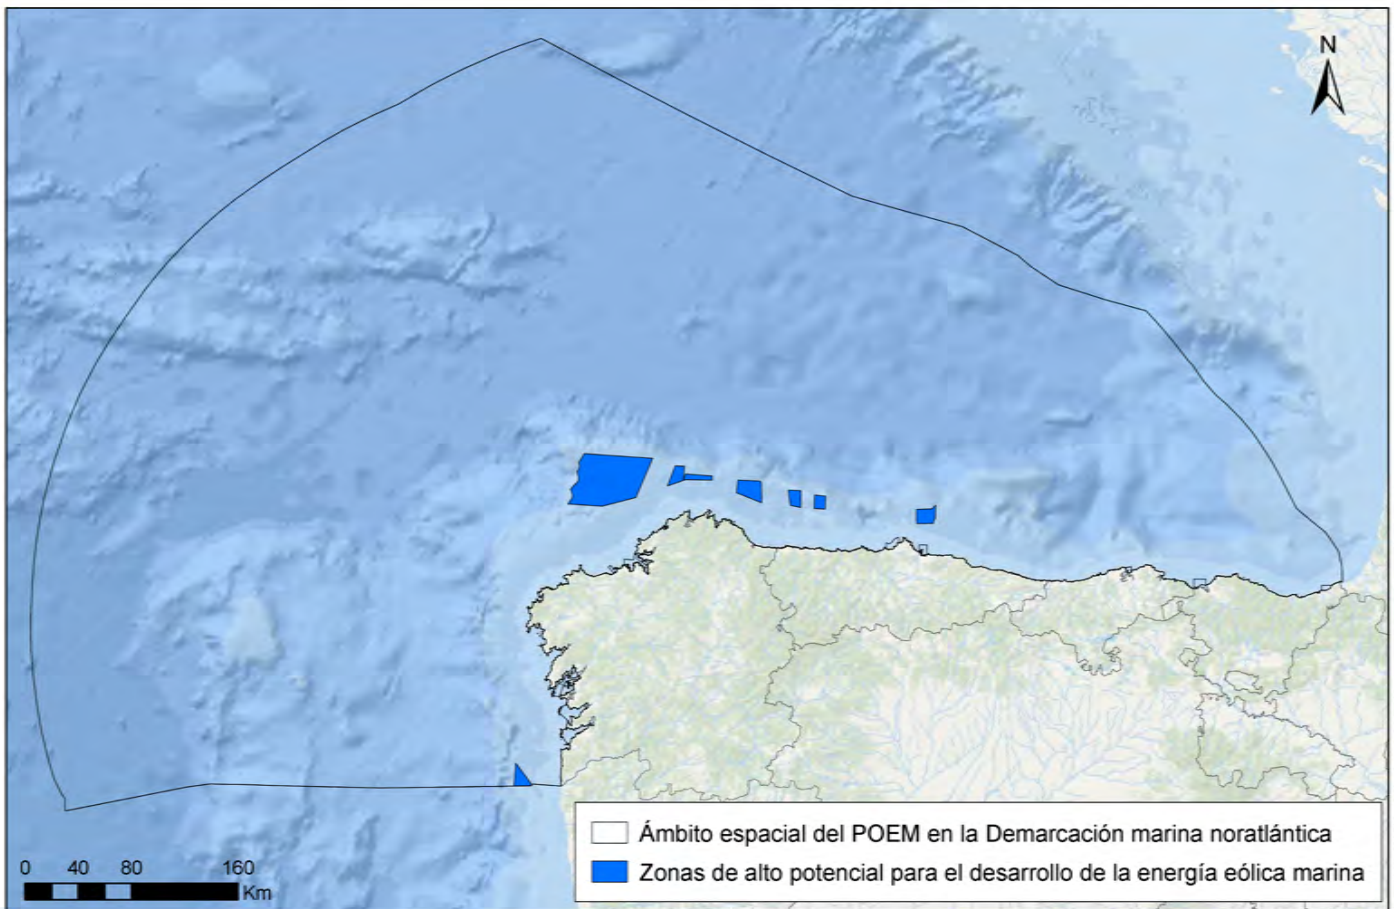 N
Ámbito espacial del POEM en la Demarcación marina noratlántica
Zonas de alto potencial para el desarrollo de la energía eólica marina
0 40 80 160
Km